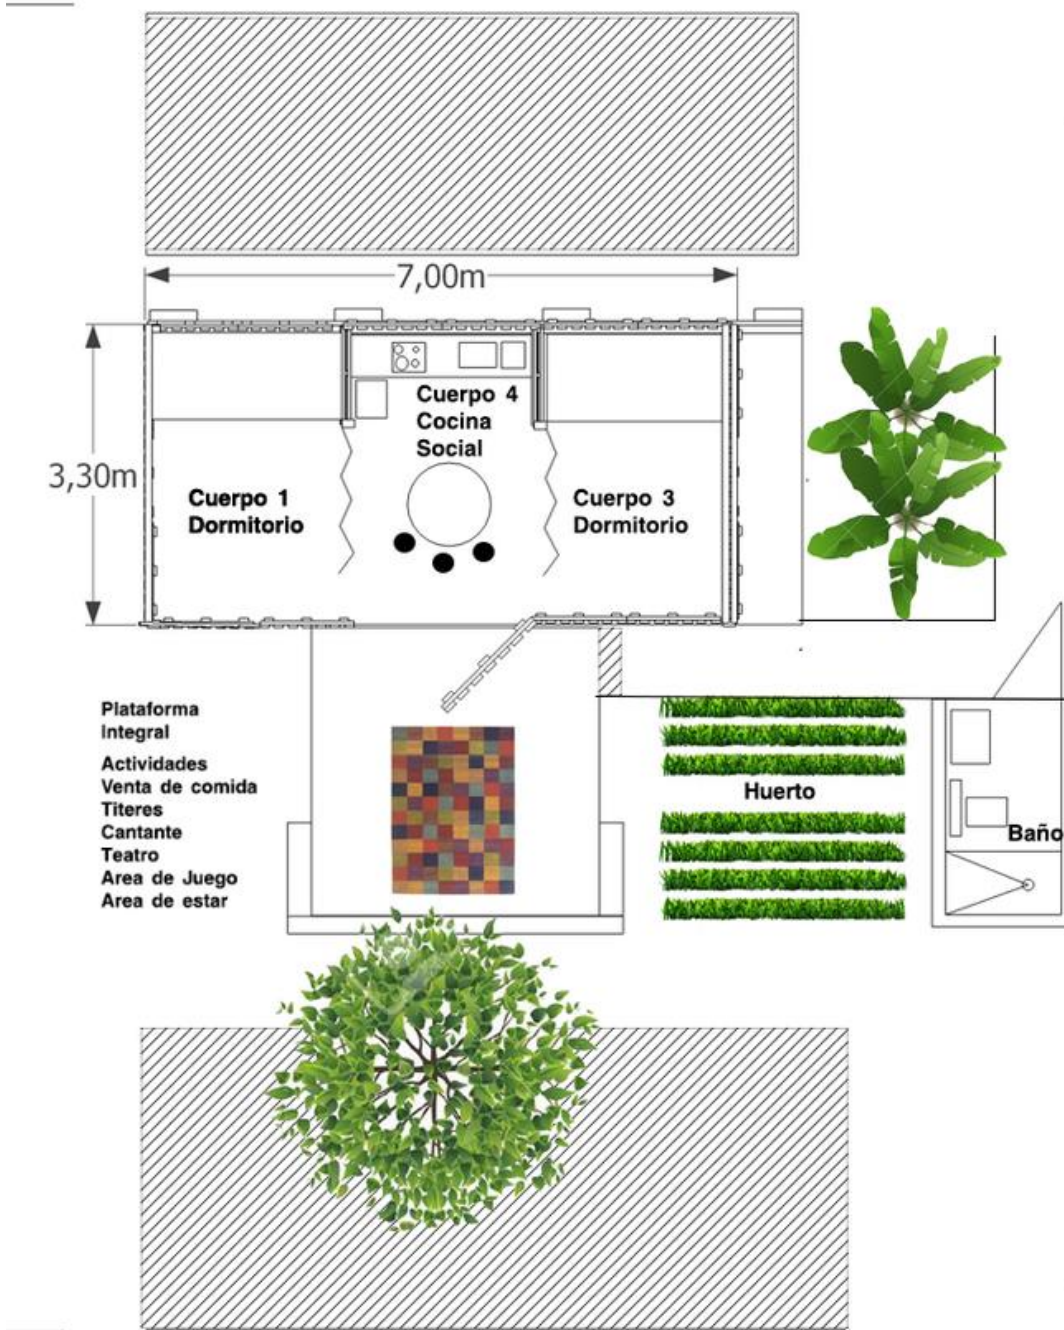 7,00m
3,30m
Cuerpo 4
Cocina
Social
Cuerpo 1
Dormitorio
Cuerpo 3
Dormitorio
Plataforma
Integral
Actividades
Venta de comida
Titeres
Cantante
Teatro
Area de Juego
Area de estar
Huerto
Baño